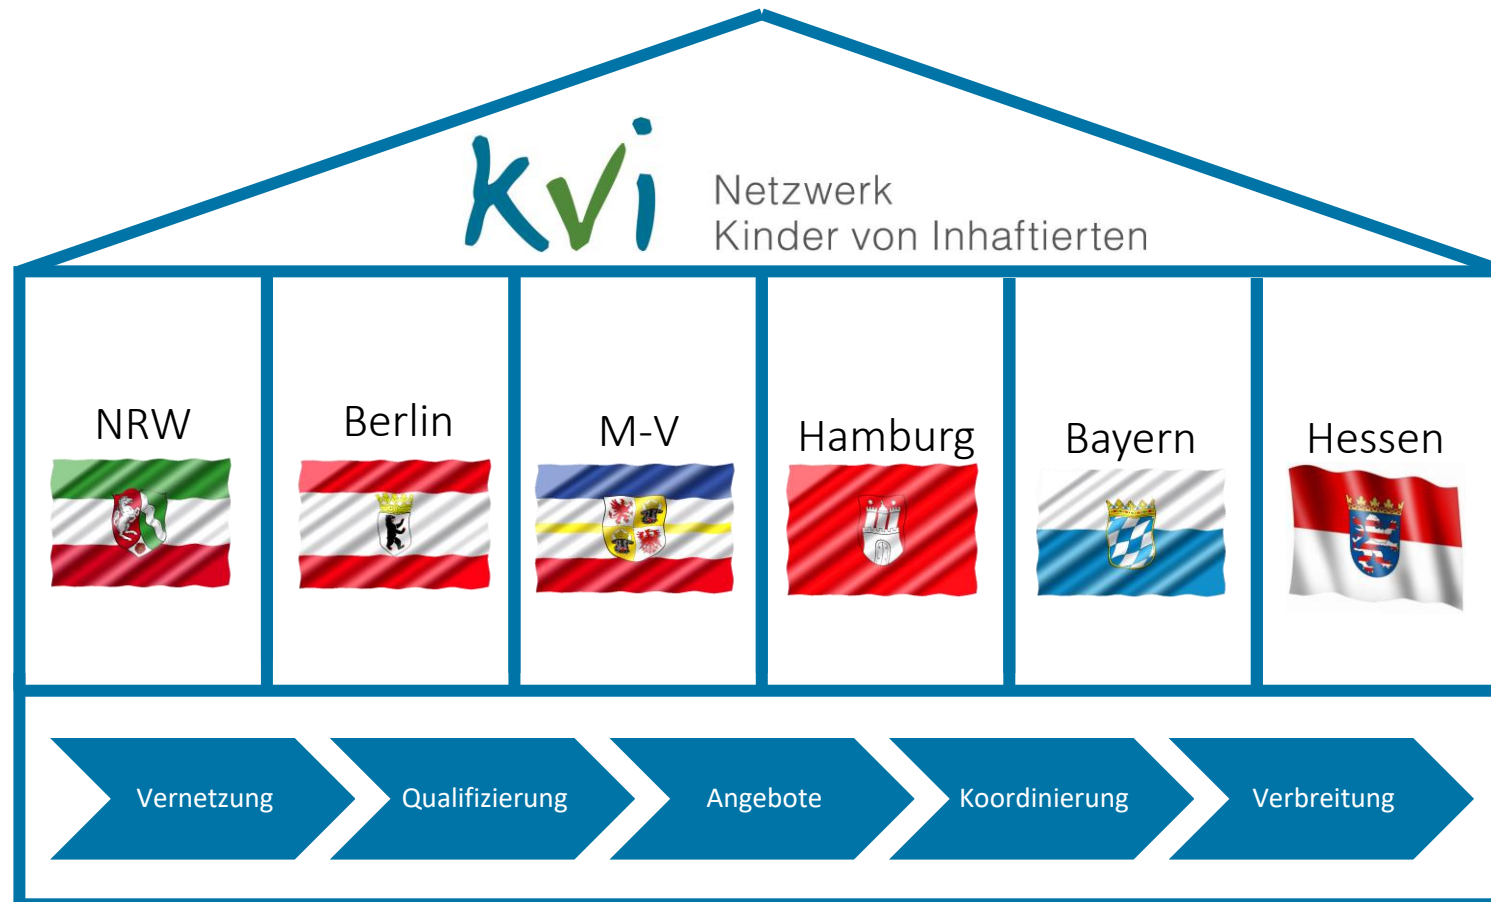 kvi
Netzwerk
Kinder von Inhaftierten
NRW
Berlin
M-V
Hamburg
Bayern
Hessen
Vernetzung
Qualifizierung
Angebote
Koordinierung
Verbreitung